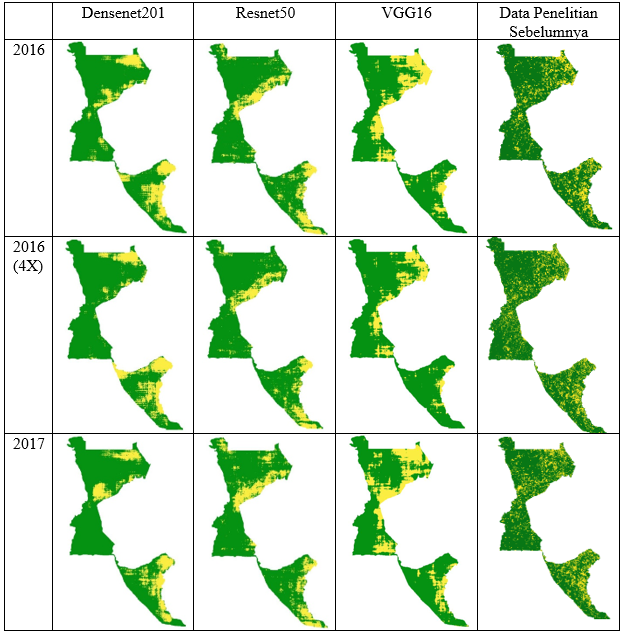 Densenet201
Resnet50
VGG16
Data Penelitian
Sebelumnya
2016
2016
(4X)
2017